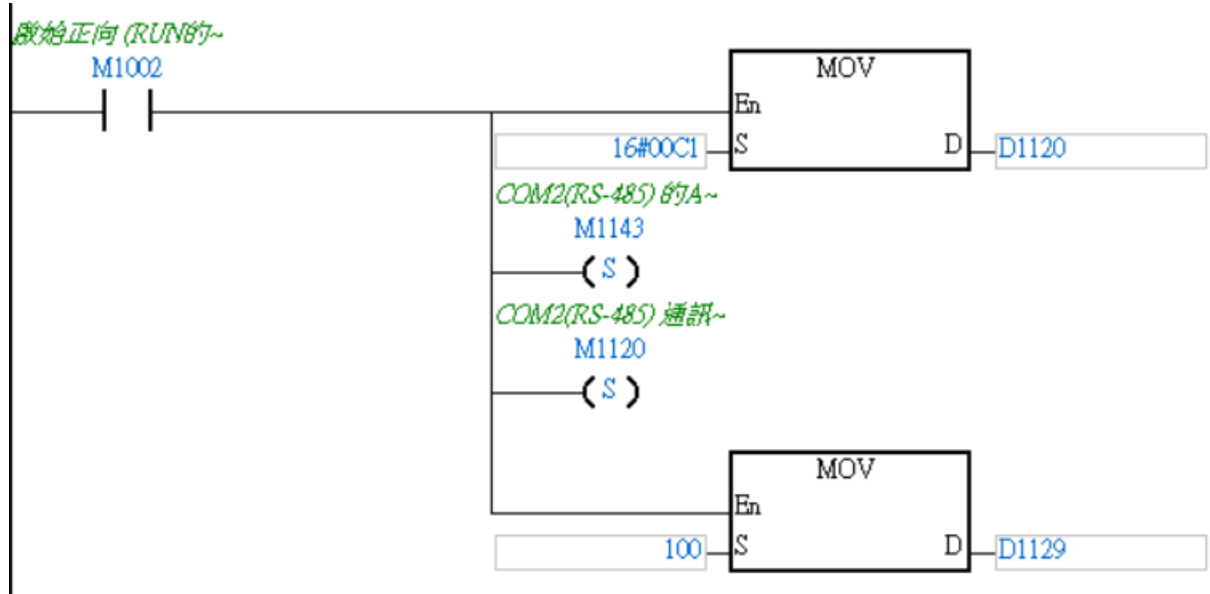 啟始正向 (RUN的~
M1002
MOV
En
16#00C1
S
D
D1120
COM2(RS-485) 的A~
M1143
S
COM2(RS-485) 通訊~
M1120
S
MOV
En
100
S
D
D1129